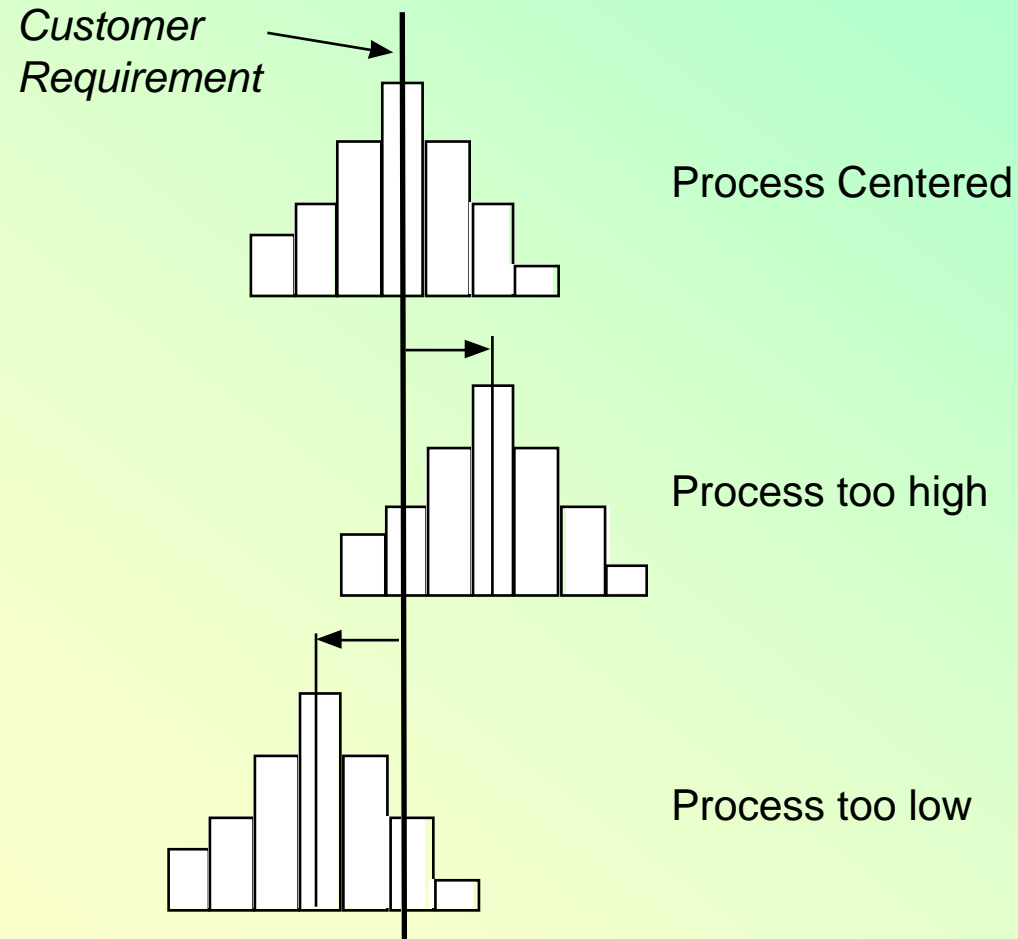 Customer
Requirement
Process Centered
Process too high
Process too low